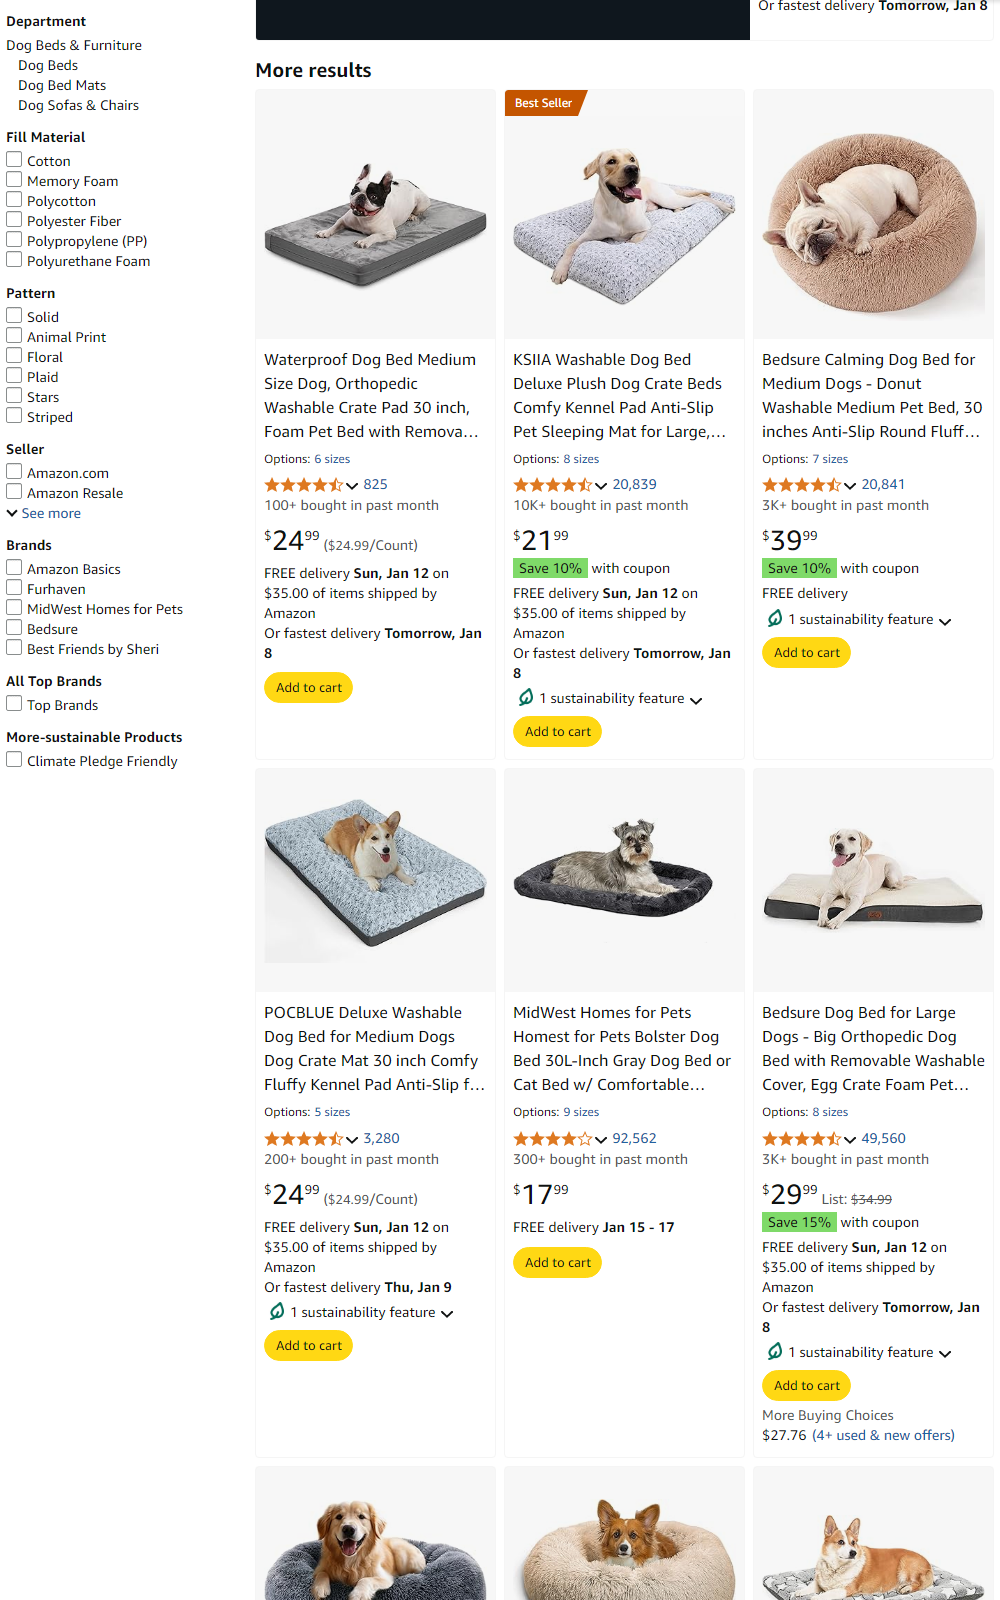 Department
Dog Beds & Furniture
Dog Beds
Dog Bed Mats
Dog Sofas & Chairs
Fill Material
Cotton
Memory Foam
Polycotton
Polyester Fiber
Polypropylene (PP)
Polyurethane Foam
Pattern
Solid
Animal Print
Floral
Plaid
Stars
Striped
Seller
Amazon.com
Amazon Resale
See more
Brands
Amazon Basics
Furhaven
MidWest Homes for Pets
Bedsure
Best Friends by Sheri
All Top Brands
Top Brands
More-sustainable Products
Climate Pledge Friendly
Or fastest delivery Tomorrow, Jan 8
More results
Waterproof Dog Bed Medium
Size Dog, Orthopedic
Washable Crate Pad 30 inch,
Foam Pet Bed with Remova…
Options: 6 sizes
825
100+ bought in past month
$24.99 ($24.99/Count)
FREE delivery Sun, Jan 12 on
$35.00 of items shipped by
Amazon
Or fastest delivery Tomorrow, Jan
8
Add to cart
Best Seller
KSIIA Washable Dog Bed
Deluxe Plush Dog Crate Beds
Comfy Kennel Pad Anti-Slip
Pet Sleeping Mat for Large,…
Options: 8 sizes
20,839
10K+ bought in past month
$21.99
Save 10% with coupon
FREE delivery Sun, Jan 12 on
$35.00 of items shipped by
Amazon
Or fastest delivery Tomorrow, Jan
8
1 sustainability feature
Add to cart
Bedsure Calming Dog Bed for
Medium Dogs - Donut
Washable Medium Pet Bed, 30
inches Anti-Slip Round Fluff…
Options: 7 sizes
20,841
3K+ bought in past month
$39.99
Save 10% with coupon
FREE delivery
1 sustainability feature
Add to cart
POCBLUE Deluxe Washable
Dog Bed for Medium Dogs
Dog Crate Mat 30 inch Comfy
Fluffy Kennel Pad Anti-Slip f…
Options: 5 sizes
3,280
200+ bought in past month
$24.99 ($24.99/Count)
FREE delivery Sun, Jan 12 on
$35.00 of items shipped by
Amazon
Or fastest delivery Thu, Jan 9
1 sustainability feature
Add to cart
MidWest Homes for Pets
Homest for Pets Bolster Dog
Bed 30L-Inch Gray Dog Bed or
Cat Bed w/ Comfortable…
Options: 9 sizes
92,562
300+ bought in past month
$17.99
FREE delivery Jan 15 - 17
Add to cart
Bedsure Dog Bed for Large
Dogs - Big Orthopedic Dog
Bed with Removable Washable
Cover, Egg Crate Foam Pet…
Options: 8 sizes
49,560
3K+ bought in past month
$29.99 List: $34.99
Save 15% with coupon
FREE delivery Sun, Jan 12 on
$35.00 of items shipped by
Amazon
Or fastest delivery Tomorrow, Jan
8
1 sustainability feature
Add to cart
More Buying Choices
$27.76 (4+ used & new offers)